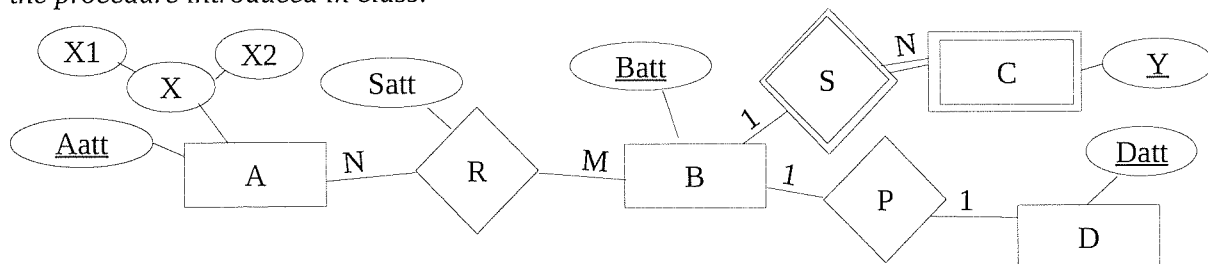 the procedure introduced in class.
X1
X2
X
Satt
Batt
S
N
C
Y
Aatt
A
N
R
M
B
1
1
P
1
Datt
D